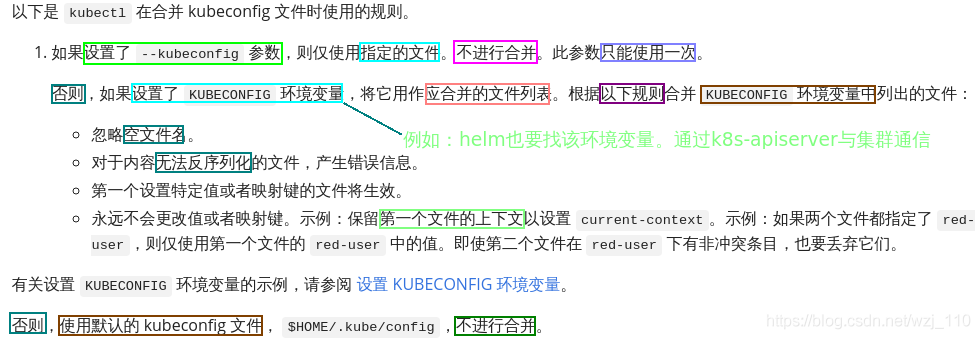 以下是 kubectl 在合并 kubeconfig 文件时使用的规则。
1. 如果设置了 --kubeconfig 参数，则仅使用指定的文件。不进行合并。此参数只能使用一次。
否则，如果设置了 KUBECONFIG 环境变量，将它用作应合并的文件列表。根据以下规则合并 KUBECONFIG 环境变量中列出的文件：
忽略空文件名。
例如：helm也要找该环境变量。通过k8s-apiserver与集群通信
对于内容无法反序列化的文件，产生错误信息。
第一个设置特定值或者映射键的文件将生效。
永远不会更改值或者映射键。示例：保留第一个文件的上下文以设置 current-context。示例：如果两个文件都指定了 red-
user，则仅使用第一个文件的 red-user 中的值。即使第二个文件在 red-user 下有非冲突条目，也要丢弃它们。
有关设置 KUBECONFIG 环境变量的示例，请参阅 设置 KUBECONFIG 环境变量。
否则，使用默认的 kubeconfig 文件， $HOME/.kube/config，不进行合并。
https://blog.csdn.net/wzj_110